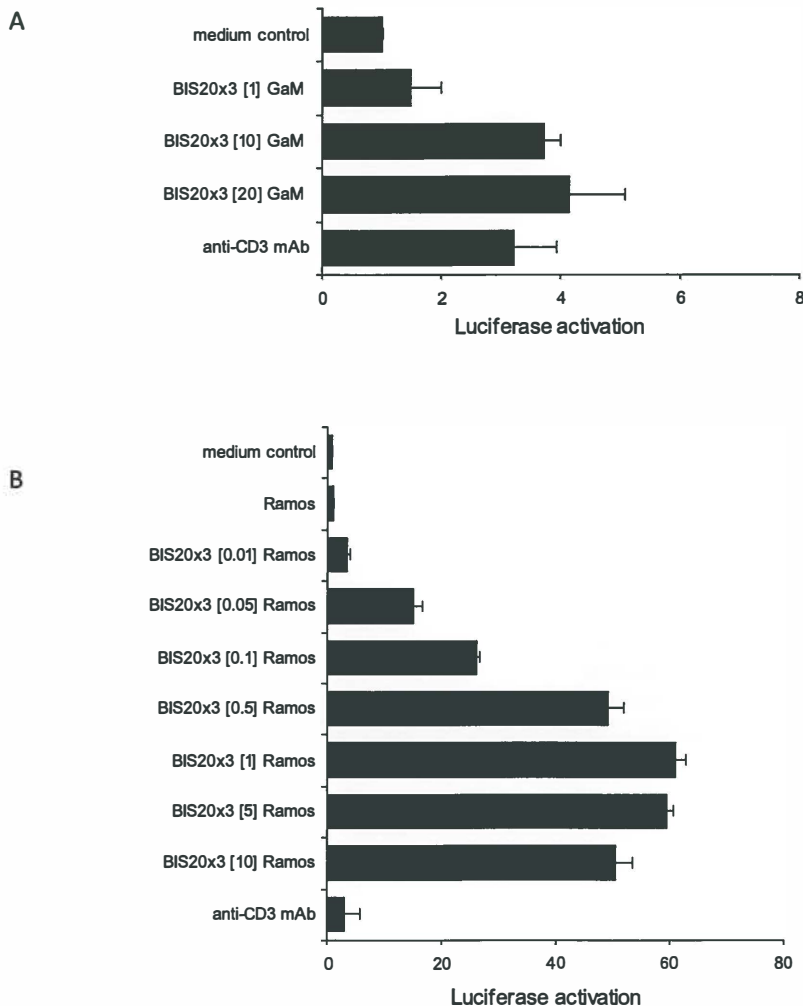 A
medium control
BIS20x3 [1] GaM
BIS20x3 [10] GaM
BIS20x3 [20] GaM
anti-CD3 mAb
0 2 4 6 8
Luciferase activation
B
medium control
Ramos
BIS20x3 [0.01] Ramos
BIS20x3 [0.05] Ramos
BIS20x3 [0.1] Ramos
BIS20x3 [0.5] Ramos
BIS20x3 [1] Ramos
BIS20x3 [5] Ramos
BIS20x3 [10] Ramos
anti-CD3 mAb
0 20 40 60 80
Luciferase activation